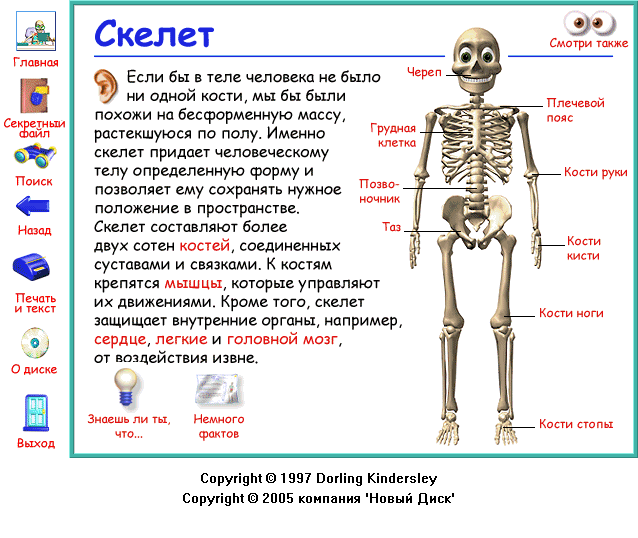 Скелет
Смотри также
Главная
Секретный
файл
Поиск
Назад
Печать
и текст
О диске
Выход
Если бы в теле человека не было
ни одной кости, мы бы были
похожи на бесформенную массу,
растекшуюся по полу. Именно
скелет придает человеческому
телу определенную форму и
позволяет ему сохранять нужное
положение в пространстве.
Скелет составляют более
двух сотен костей, соединенных
суставами и связками. К костям
крепятся мышцы, которые управляют
их движениями. Кроме того, скелет
защищает внутренние органы, например,
сердце, легкие и головной мозг,
от воздействия извне.
Знаешь ли ты,
что...
Немного
фактов
Череп
Плечевой
пояс
Грудная
клетка
Кости руки
Позво-
ночник
Таз
Кости
кисти
Кости ноги
Кости стопы
Copyright © 1997 Dorling Kindersley
Copyright © 2005 компания 'Новый Диск'